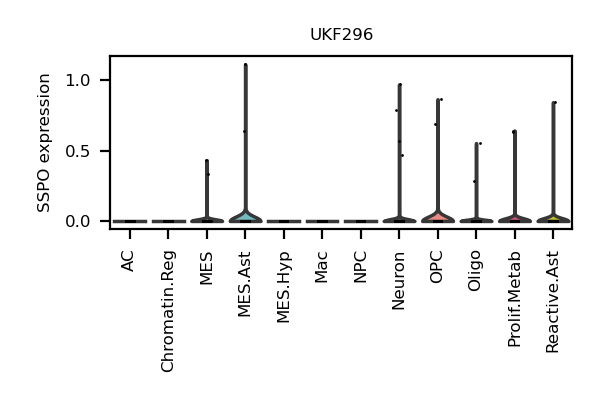 UKF296
SSPO expression
1.0
0.5
0.0
AC
Chromatin.Reg
MES
MES.Ast
MES.Hyp
Mac
NPC
Neuron
OPC
Oligo
Prolif.Metab
Reactive.Ast